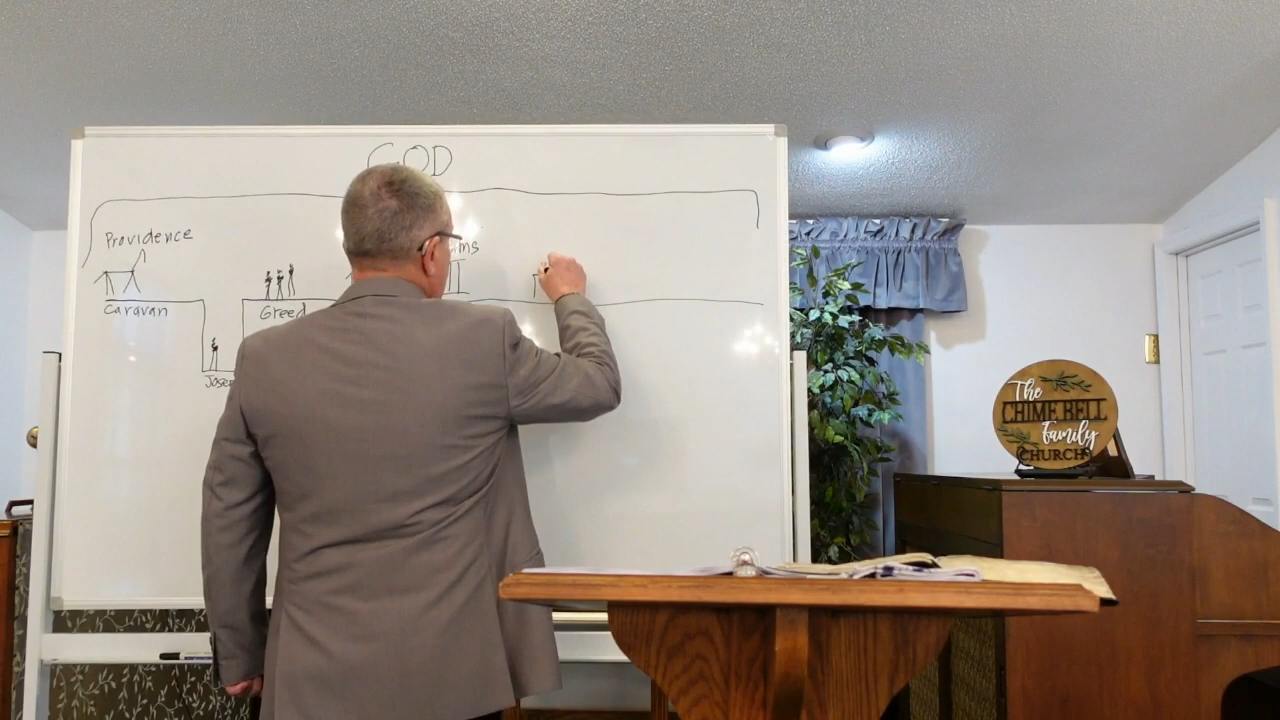 GOD
Providence
Caravan
Greed
The
CHIME BELL
Family
CHURCH